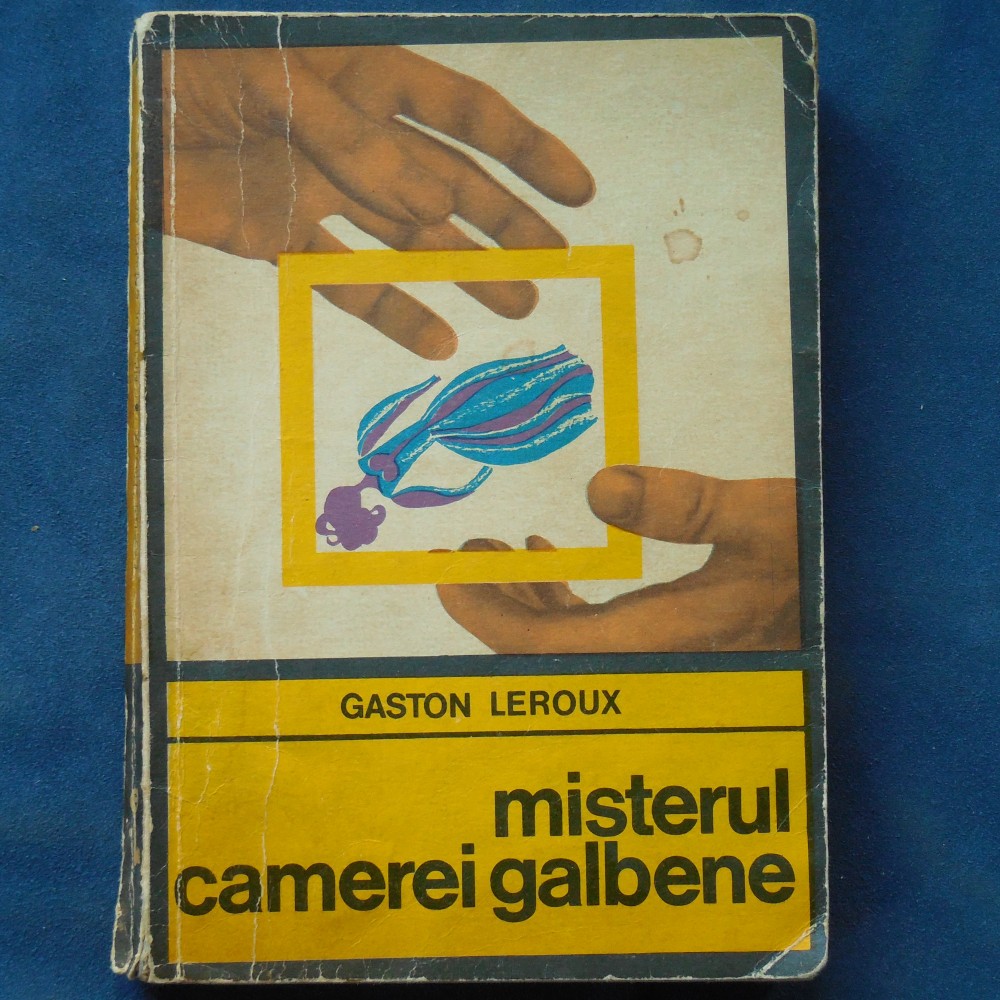 GASTON LEROUX
misterul
camerei galbene